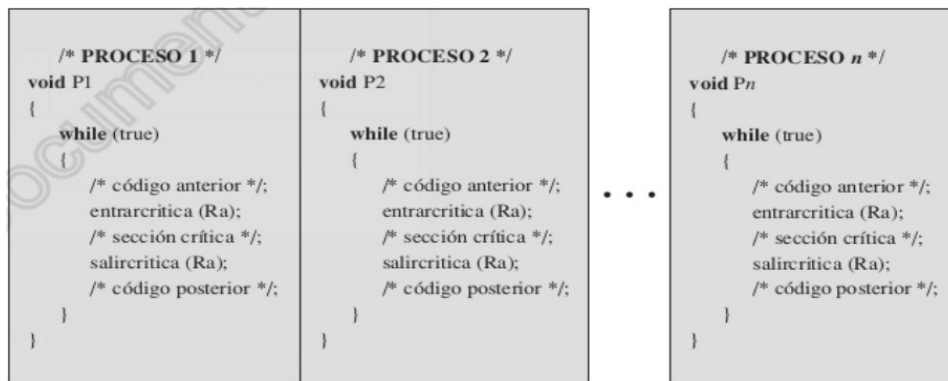 /* PROCESO 1 */
void P1
{
while (true)
{
/* código anterior */;
entrarcritica (Ra);
/* sección crítica */;
salircritica (Ra);
/* código posterior */;
}
}
/* PROCESO 2 */
void P2
{
while (true)
{
/* código anterior */;
entrarcritica (Ra);
/* sección crítica */;
salircritica (Ra);
/* código posterior */;
}
}
• • •
/* PROCESO n */
void Pn
{
while (true)
{
/* código anterior */;
entrarcritica (Ra);
/* sección crítica */;
salircritica (Ra);
/* código posterior */;
}
}